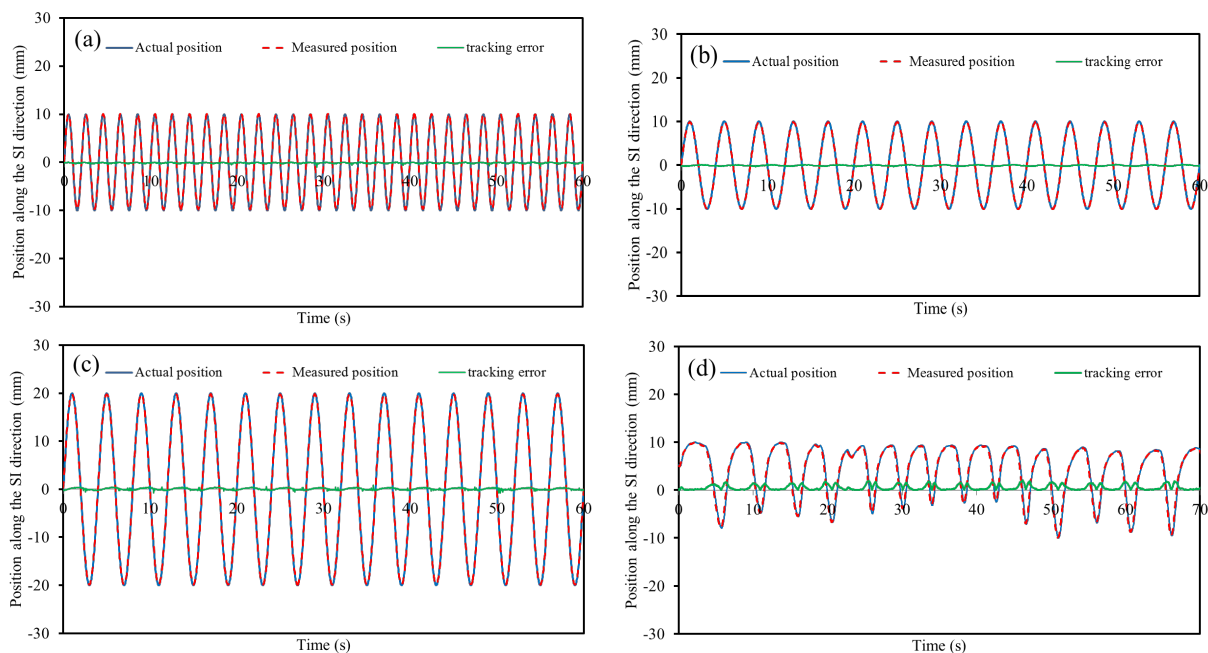 (a)
Actual position Measured position tracking error
Position along the SI direction (mm)
30
20
10
0
-10
-20
-30
0 10 20 30 40 50 60
Time (s)
(b)
Actual position Measured position tracking error
Position along the SI direction (mm)
30
20
10
0
-10
-20
-30
0 10 20 30 40 50 60
Time (s)
(c)
Actual position Measured position tracking error
Position along the SI direction (mm)
30
20
10
0
-10
-20
-30
0 10 20 30 40 50 60
Time (s)
(d)
Actual position Measured position tracking error
Position along the SI direction (mm)
30
20
10
0
-10
-20
-30
0 10 20 30 40 50 60 70
Time (s)